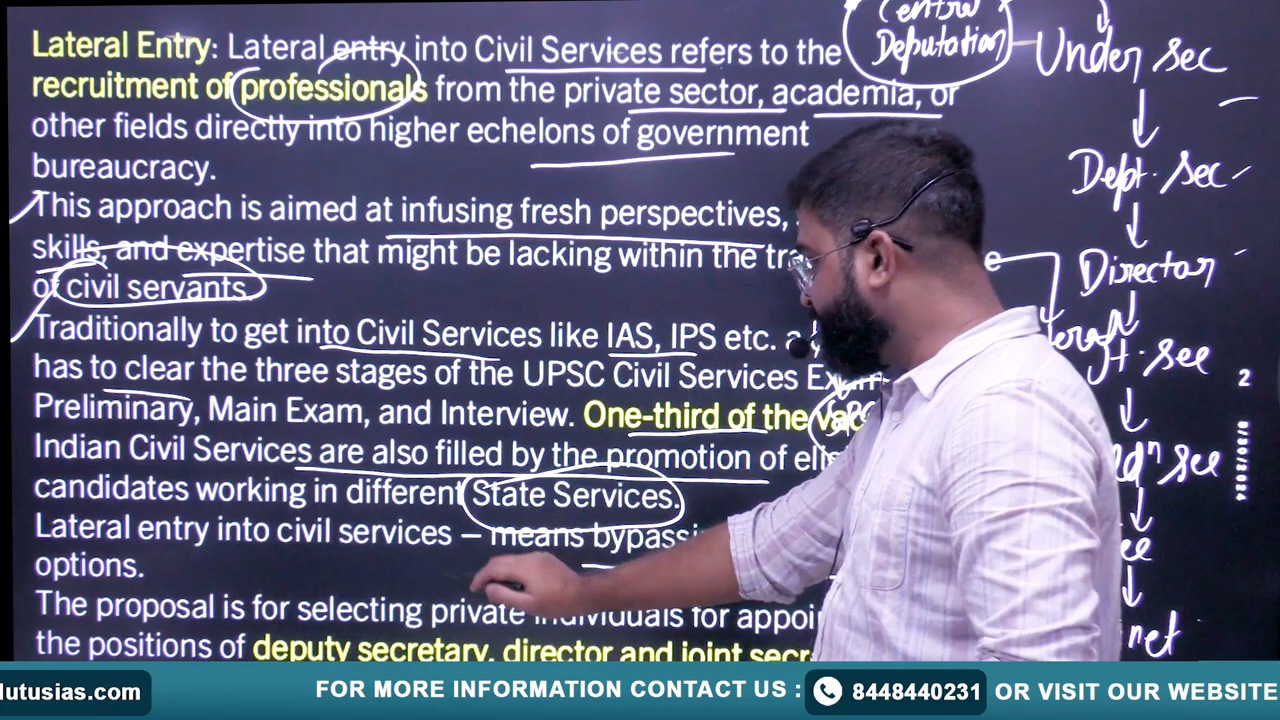 Lateral Entry: Lateral entry into Civil Services refers to the
recruitment of professionals from the private sector, academia, or
other fields directly into higher echelons of government
bureaucracy.
This approach is aimed at infusing fresh perspectives,
skills, and expertise that might be lacking within the
of civil servants.
Traditionally to get into Civil Services like IAS, IPS etc.
has to clear the three stages of the UPSC Civil Services
Preliminary, Main Exam, and Interview. One-third of the
Indian Civil Services are also filled by the promotion of
candidates working in different State Services.
Lateral entry into civil services – means
options.
The proposal is for selecting private individuals for
the positions of deputy secretary, director and joint
Central
Deputation
Under sec
Dept. Sec
Director
Jt. sec
2
8/30/2024
FOR MORE INFORMATION CONTACT US : 8448440231 OR VISIT OUR WEBSITE